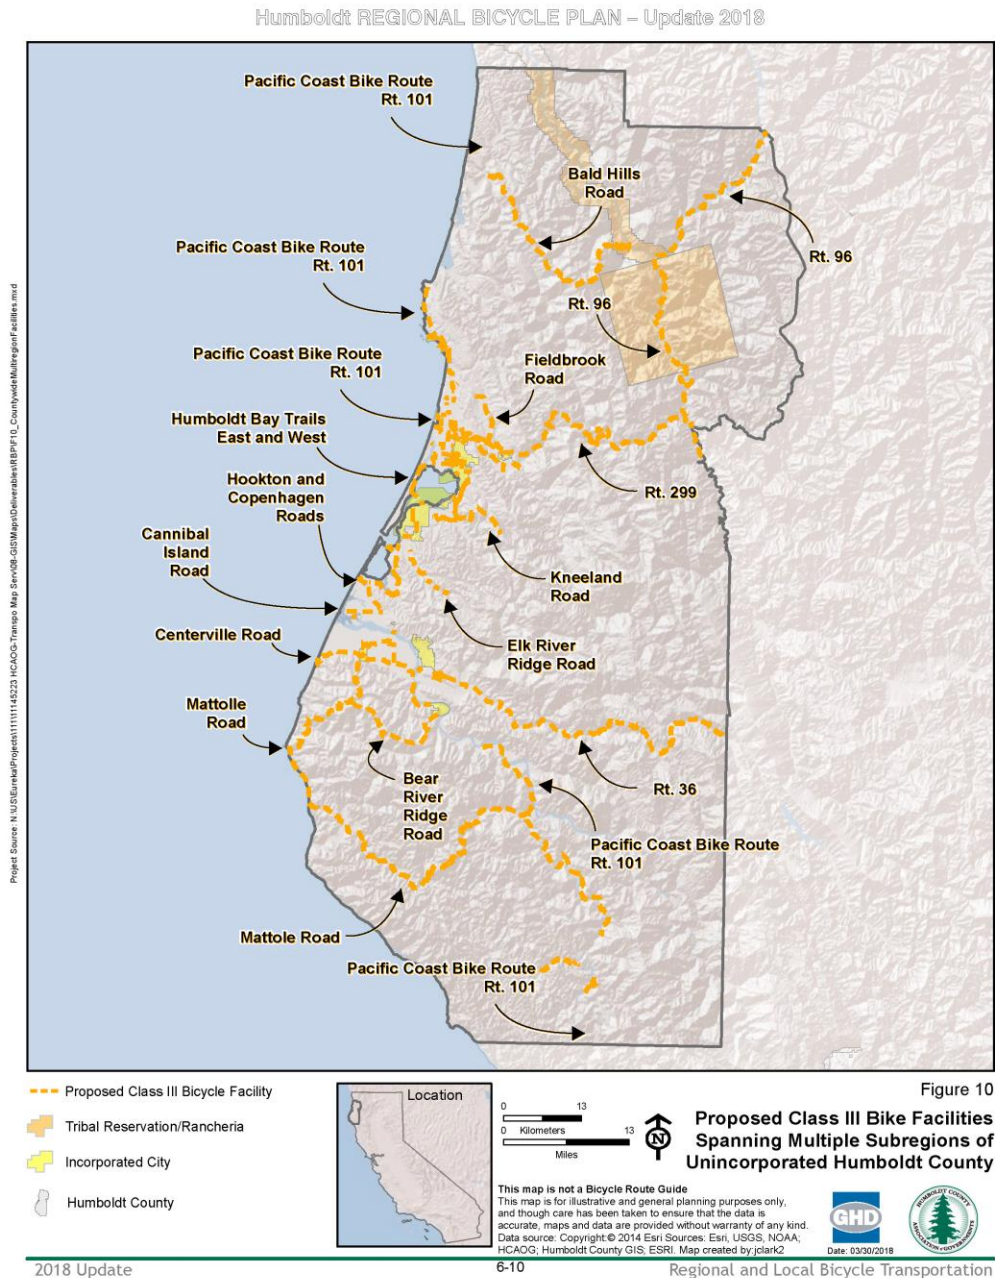 Humboldt REGIONAL BICYCLE PLAN – Update 2018
Pacific Coast Bike Route
Rt. 101
Bald Hills
Road
Rt. 96
Pacific Coast Bike Route
Rt. 101
Rt. 96
Pacific Coast Bike Route
Rt. 101
Fieldbrook
Road
Humboldt Bay Trails
East and West
Hookton and
Copenhagen
Roads
Rt. 299
Cannibal
Island
Road
Kneeland
Road
Centerville Road
Elk River
Ridge Road
Mattolle
Road
Bear
River
Ridge
Road
Rt. 36
Pacific Coast Bike Route
Rt. 101
Mattole Road
Pacific Coast Bike Route
Rt. 101
Proposed Class III Bicycle Facility
Tribal Reservation/Rancheria
Incorporated City
Humboldt County
Location
0 13
Kilometers
0 13
Miles
N
Figure 10
Proposed Class III Bike Facilities
Spanning Multiple Subregions of
Unincorporated Humboldt County
This map is not a Bicycle Route Guide
This map is for illustrative and general planning purposes only,
and though care has been taken to ensure that the data is
accurate, maps and data are provided without warranty of any kind.
Data source: Copyright:© 2014 Esri Sources: Esri, USGS, NOAA;
HCAOG; Humboldt County GIS; ESRI. Map created by:jclark2
GHD
Date: 03/30/2018
HUMBOLDT COUNTY
ASSOCIATION of GOVERNMENTS
2018 Update
6-10
Regional and Local Bicycle Transportation